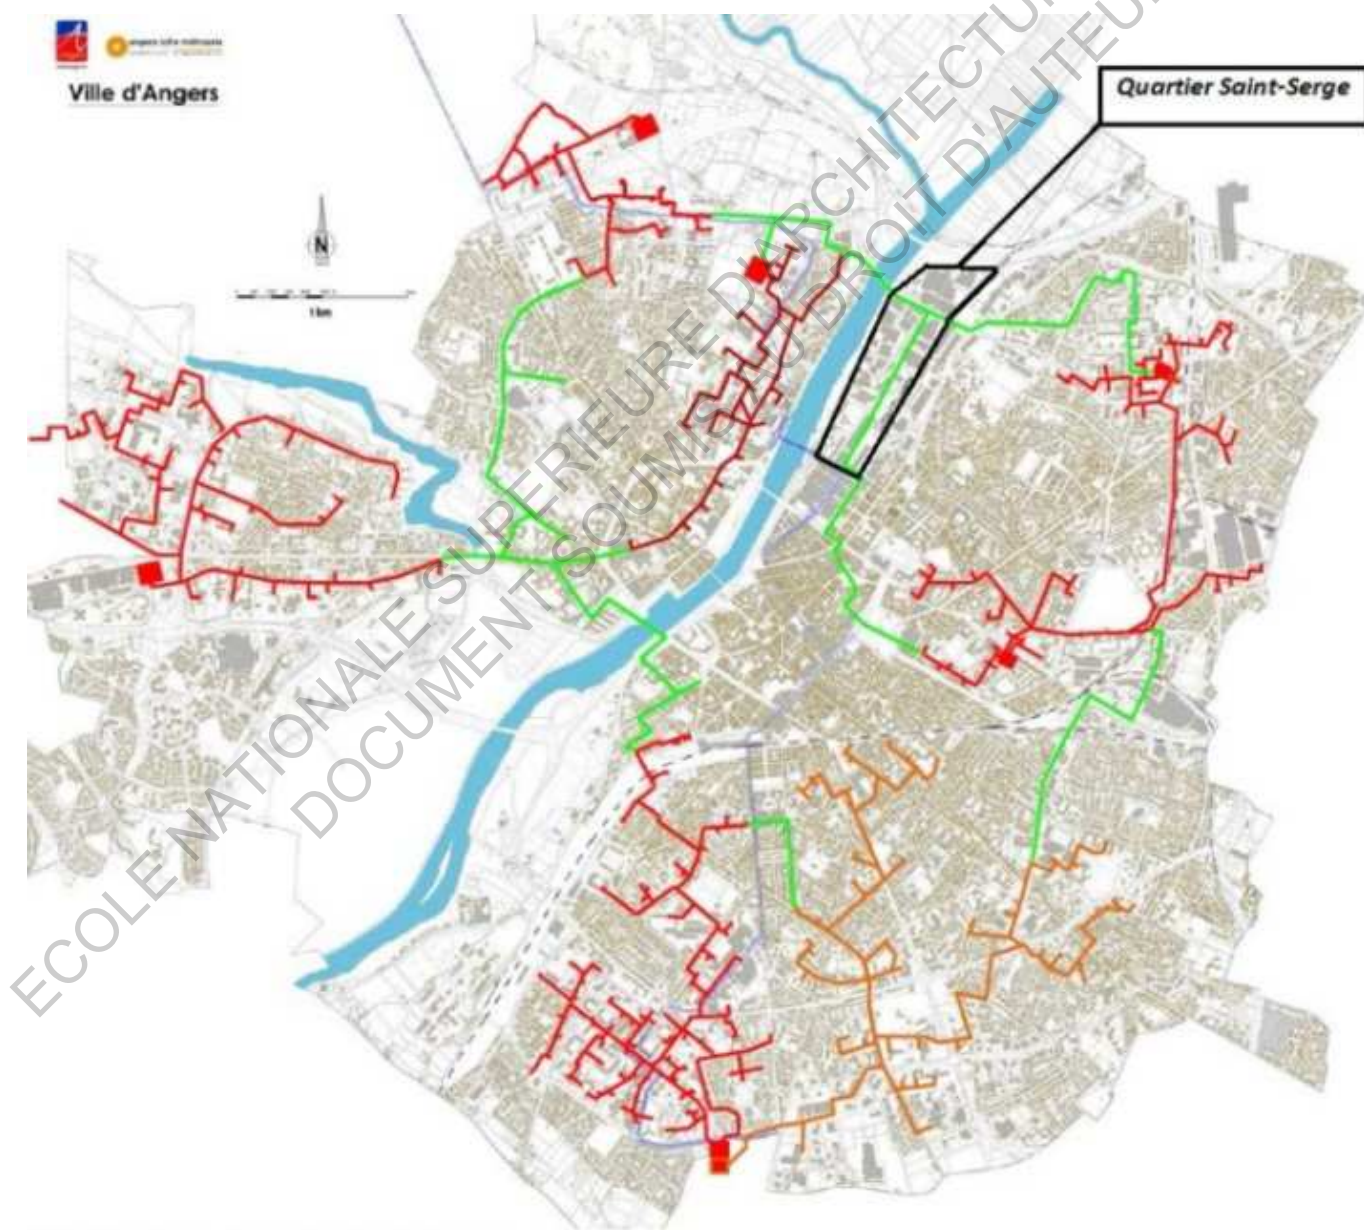 Ville d'Angers
Quartier Saint-Serge
N
1 km
ECOLE NATIONALE SUPERIEURE D'ARCHITECTURE
DOCUMENT SOUMIS AU DROIT D'AUTEUR